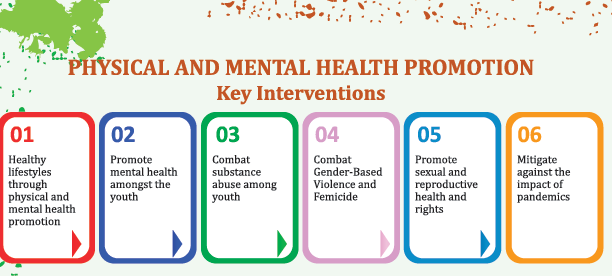 PHYSICAL AND MENTAL HEALTH PROMOTION
Key Interventions
01
Healthy
lifestyles
through
physical and
mental health
promotion
02
Promote
mental health
amongst the
youth
03
Combat
substance
abuse among
youth
04
Combat
Gender-Based
Violence and
Femicide
05
Promote
sexual and
reproductive
health and
rights
06
Mitigate
against the
impact of
pandemics